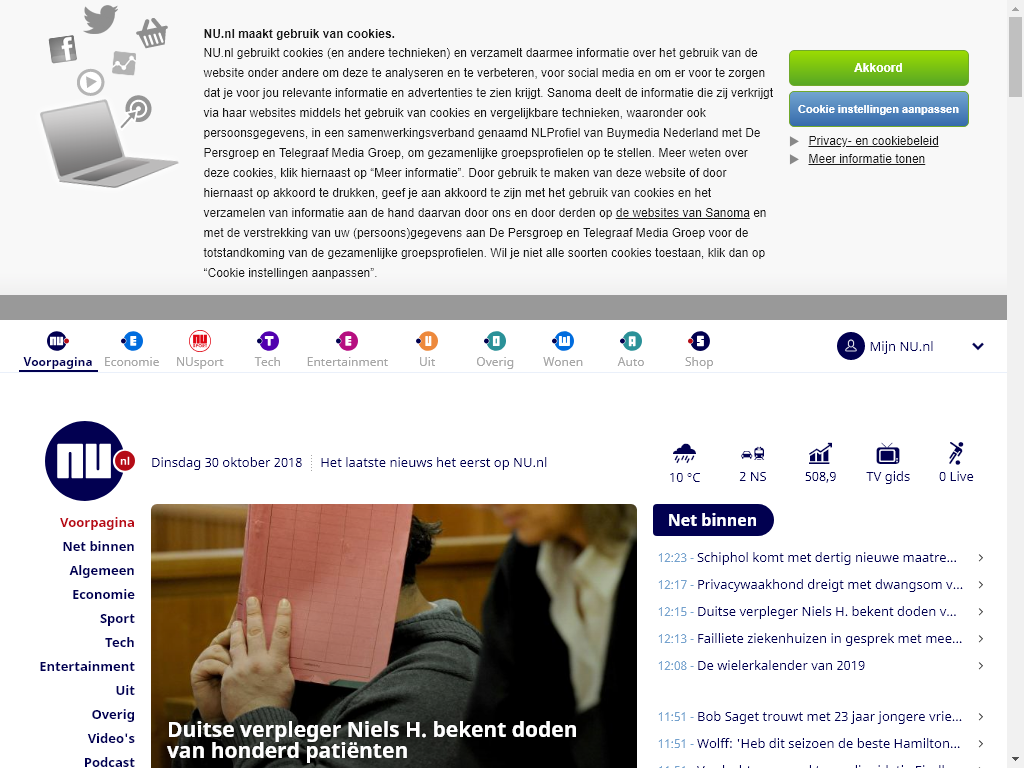 NU.nl maakt gebruik van cookies.
NU.nl gebruikt cookies (en andere technieken) en verzamelt daarmee informatie over het gebruik van de
website onder andere om deze te analyseren en te verbeteren, voor social media en om er voor te zorgen
dat je voor jou relevante informatie en advertenties te zien krijgt. Sanoma deelt de informatie die zij verkrijgt
via haar websites middels het gebruik van cookies en vergelijkbare technieken, waaronder ook
persoonsgegevens, in een samenwerkingsverband genaamd NLProfiel van Buymedia Nederland met De
Persgroep en Telegraaf Media Groep, om gezamenlijke groepsprofielen op te stellen. Meer weten over
deze cookies, klik hiernaast op “Meer informatie”. Door gebruik te maken van deze website of door
hiernaast op akkoord te drukken, geef je aan akkoord te zijn met het gebruik van cookies en het
verzamelen van informatie aan de hand daarvan door ons en door derden op de websites van Sanoma en
met de verstrekking van uw (persoons)gegevens aan De Persgroep en Telegraaf Media Groep voor de
totstandkoming van de gezamenlijke groepsprofielen. Wil je niet alle soorten cookies toestaan, klik dan op
“Cookie instellingen aanpassen”.
Akkoord
Cookie instellingen aanpassen
Privacy- en cookiebeleid
Meer informatie tonen
Voorpagina
Economie
NUsport
Tech
Entertainment
Uit
Overig
Wonen
Auto
Shop
Mijn NU.nl
nu nl
Dinsdag 30 oktober 2018
Het laatste nieuws het eerst op NU.nl
10 °C
2 NS
508,9
TV gids
0 Live
Voorpagina
Net binnen
Algemeen
Economie
Sport
Tech
Entertainment
Uit
Overig
Video's
Podcast
Duitse verpleger Niels H. bekent doden
van honderd patiënten
Net binnen
12:23 - Schiphol komt met dertig nieuwe maatre...
12:17 - Privacywaakhond dreigt met dwangsom v...
12:15 - Duitse verpleger Niels H. bekent doden v...
12:13 - Failliete ziekenhuizen in gesprek met mee...
12:08 - De wielerkalender van 2019
11:51 - Bob Saget trouwt met 23 jaar jongere vrie...
11:51 - Wolff: 'Heb dit seizoen de beste Hamilton...